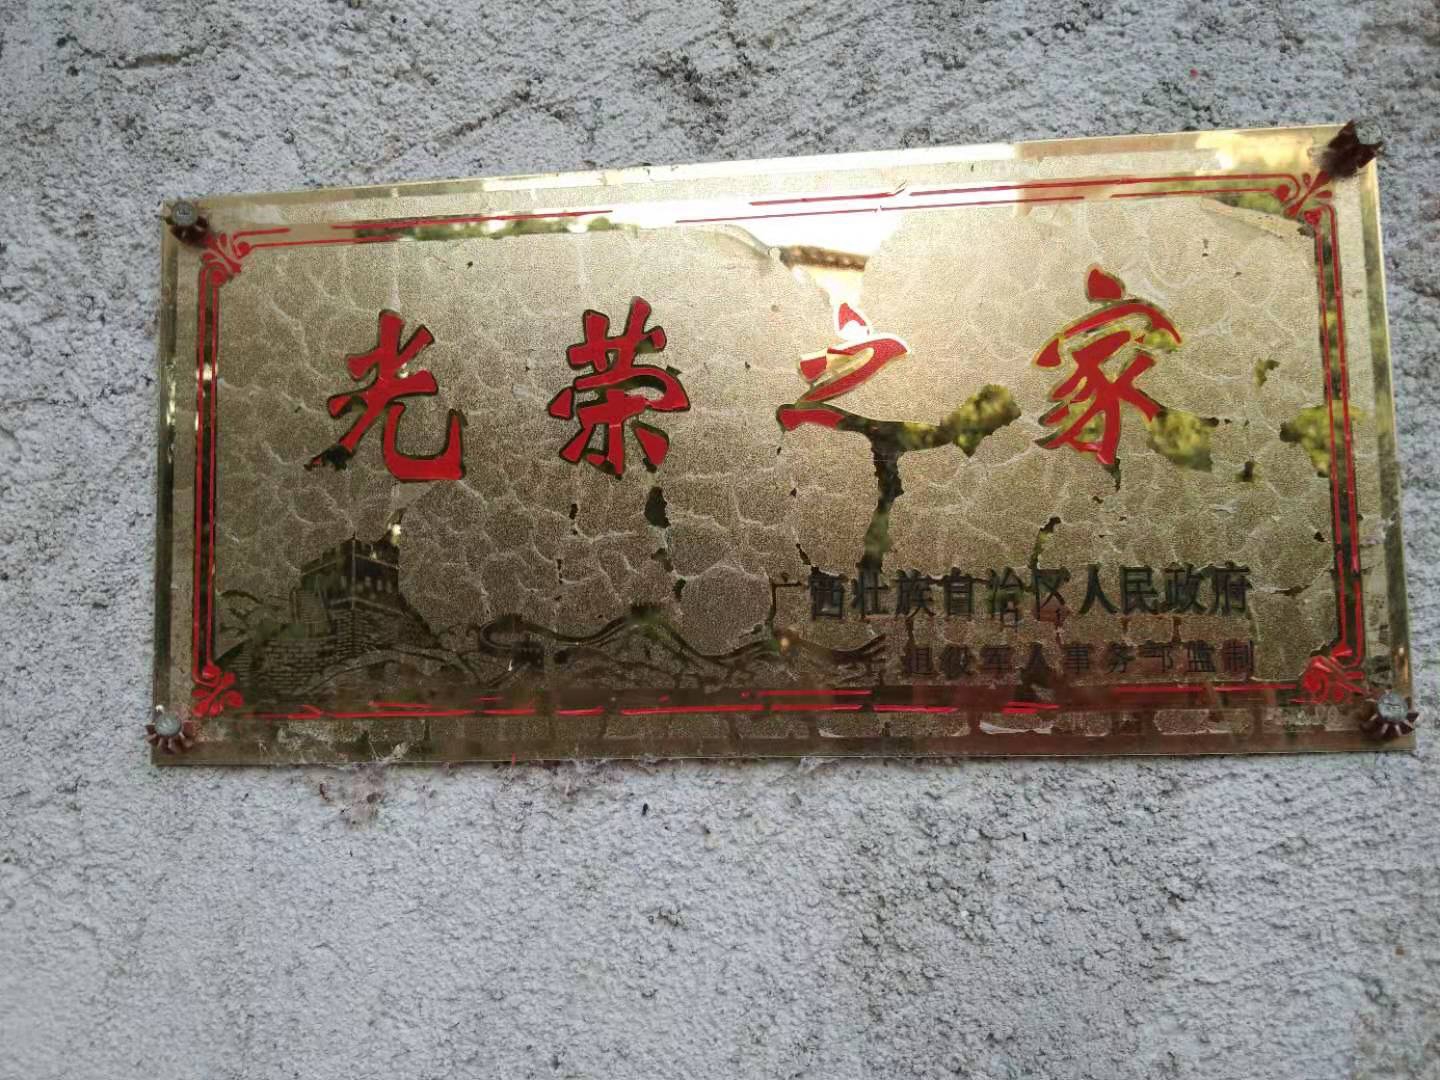 光荣之家
广西壮族自治区人民政府
退役军人事务部监制